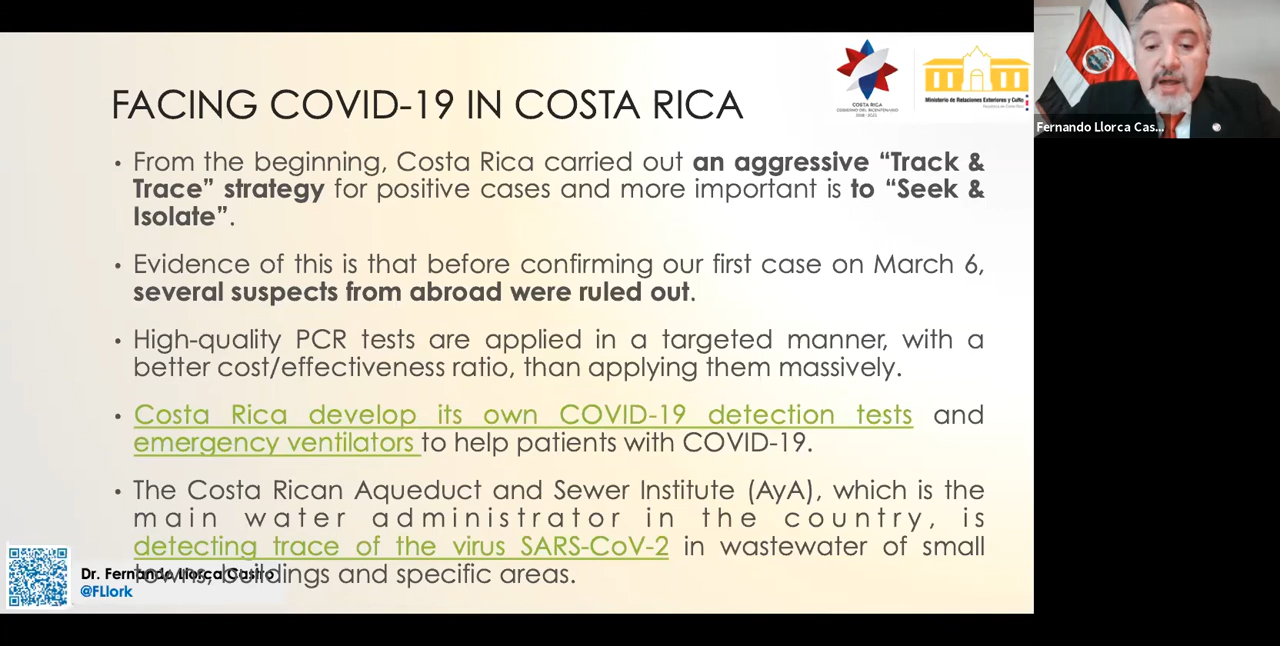 FACING COVID-19 IN COSTA RICA
COSTA RICA
Ministerio de Relaciones Exteriores y Culto
Fernando Llorca Cas...
• From the beginning, Costa Rica carried out an aggressive “Track &
Trace” strategy for positive cases and more important is to “Seek &
Isolate”.
• Evidence of this is that before confirming our first case on March 6,
several suspects from abroad were ruled out.
• High-quality PCR tests are applied in a targeted manner, with a
better cost/effectiveness ratio, than applying them massively.
• Costa Rica develop its own COVID-19 detection tests and
emergency ventilators to help patients with COVID-19.
• The Costa Rican Aqueduct and Sewer Institute (AyA), which is the
main water administrator in the country, is
detecting trace of the virus SARS-CoV-2 in wastewater of small
towns, buildings and specific areas.
Dr. Fernando Llorca Castro
@FLlork